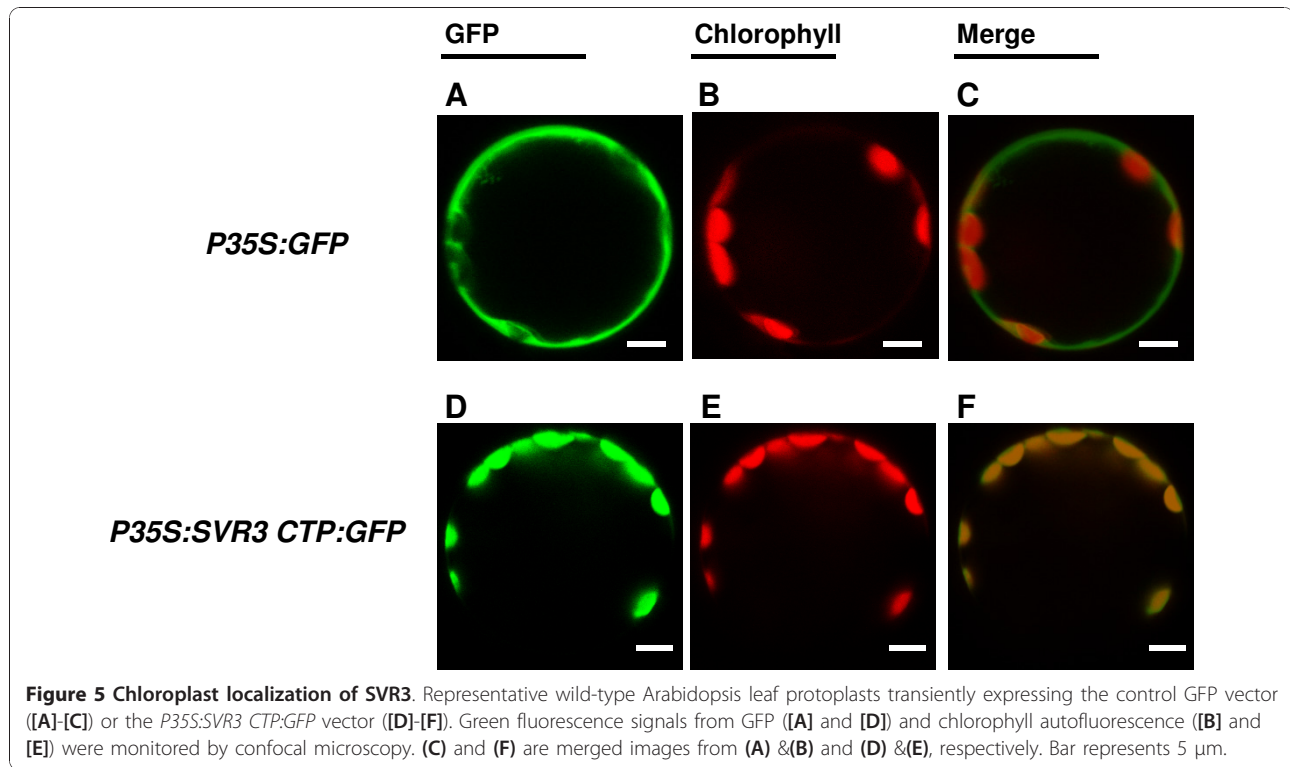 GFP Chlorophyll Merge
A B C
P35S:GFP
D E F
P35S:SVR3 CTP:GFP
Figure 5 Chloroplast localization of SVR3. Representative wild-type Arabidopsis leaf protoplasts transiently expressing the control GFP vector
([A]-[C]) or the P35S:SVR3 CTP:GFP vector ([D]-[F]). Green fluorescence signals from GFP ([A] and [D]) and chlorophyll autofluorescence ([B] and
[E]) were monitored by confocal microscopy. (C) and (F) are merged images from (A) &(B) and (D) &(E), respectively. Bar represents 5 μm.